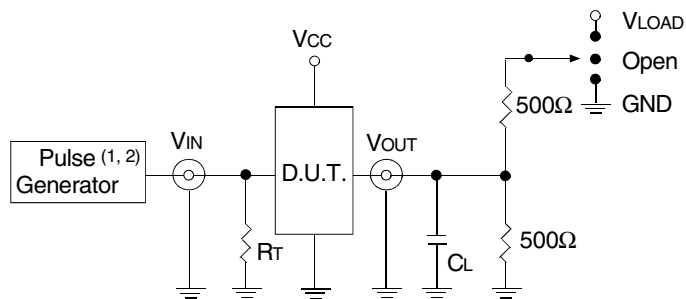 VLOAD
VCC
Open
500Ω
GND
VIN
VOUT
Pulse (1, 2)
Generator
D.U.T.
RT
CL
500Ω